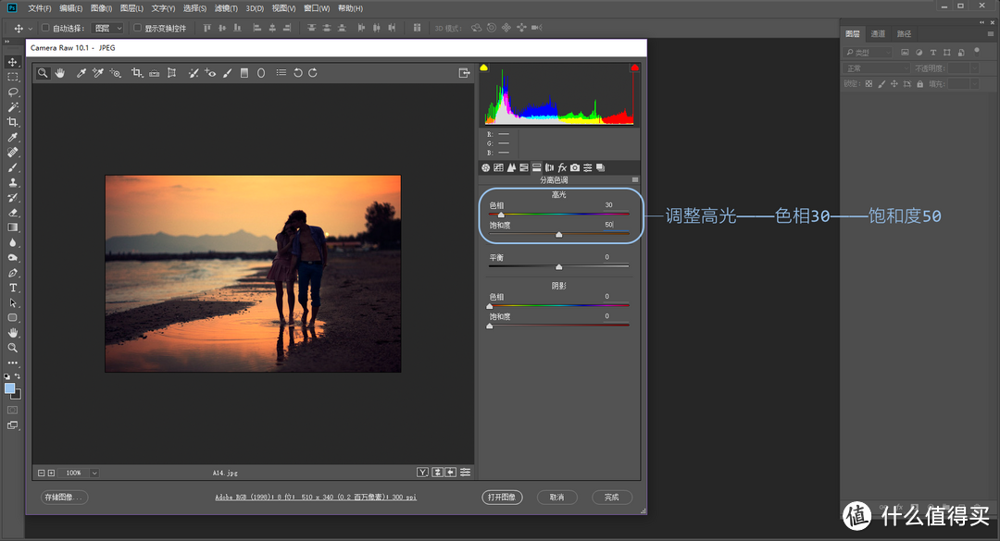 Ps 文件(F) 编辑(E) 图像(I) 图层(L) 文字(Y) 选择(S) 滤镜(T) 3D(D) 视图(V) 窗口(W) 帮助(H)
自动选择: 图层 显示变换控件 3D 模式:
Camera Raw 10.1 - JPEG
图层 通道 路径
类型
正常 不透明度:
锁定: 填充:
R: —
G: —
B: —
fx
分离色调
高光
色相 30
饱和度 50
调整高光——色相30——饱和度50
平衡 0
阴影
色相 0
饱和度 0
100% A14.jpg Y
存储图像... Adobe RGB (1998); 8 位; 510 x 340 (0.2 百万像素); 300 ppi 打开图像 取消 完成
值 什么值得买